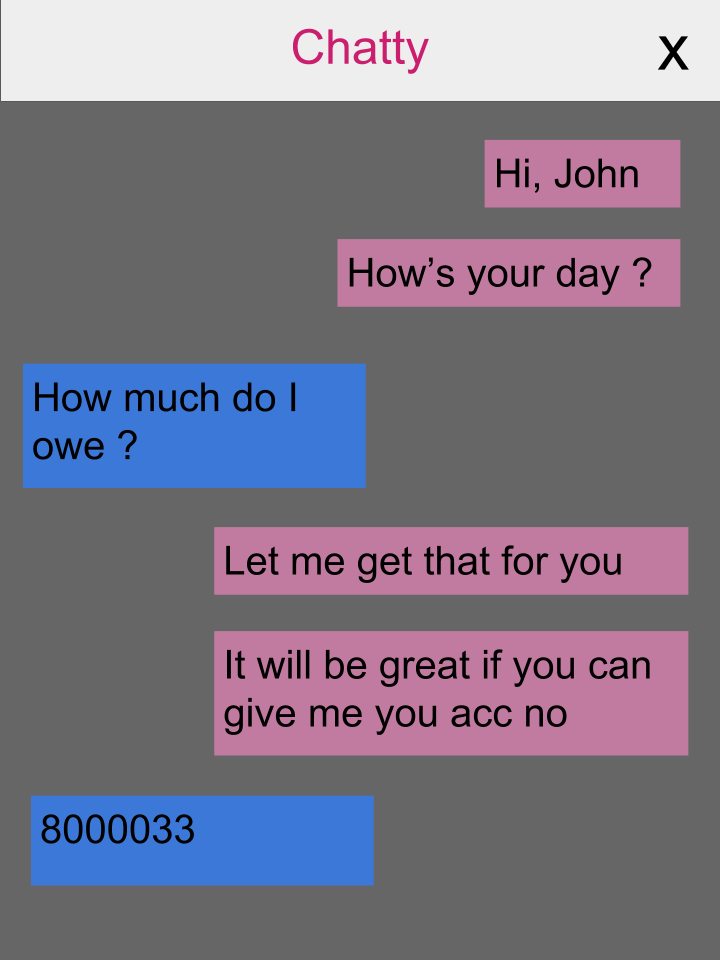 Chatty
X
Hi, John
How’s your day ?
How much do I
owe ?
Let me get that for you
It will be great if you can
give me you acc no
8000033